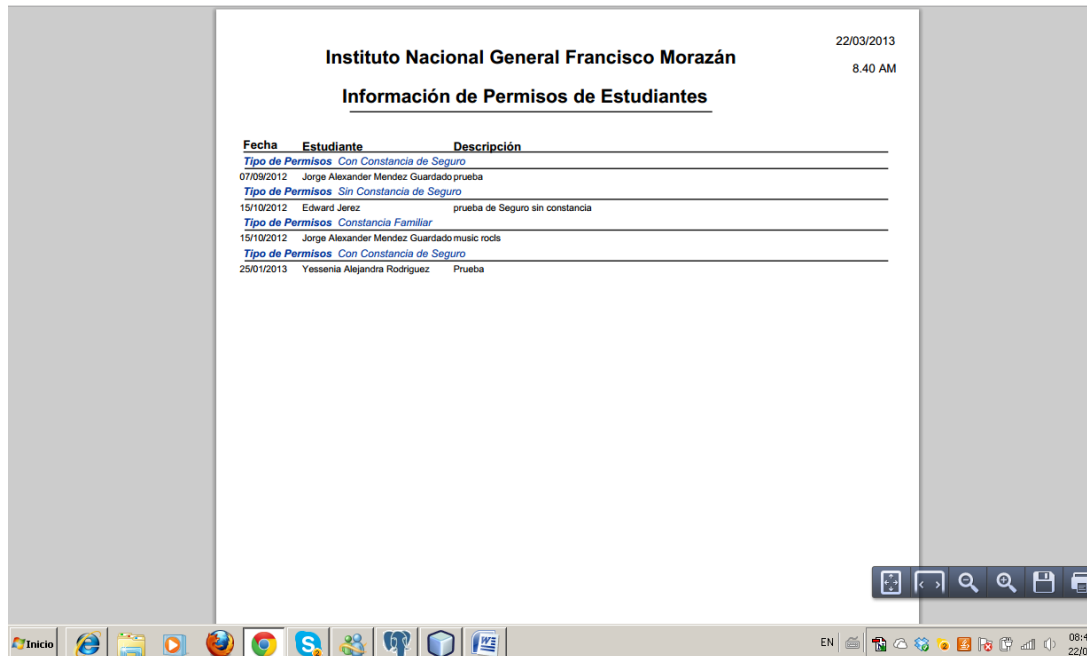 22/03/2013
Instituto Nacional General Francisco Morazán
8.40 AM
Información de Permisos de Estudiantes
Fecha Estudiante Descripción
Tipo de Permisos Con Constancia de Seguro
07/09/2012 Jorge Alexander Mendez Guardado prueba
Tipo de Permisos Sin Constancia de Seguro
15/10/2012 Edward Jerez prueba de Seguro sin constancia
Tipo de Permisos Constancia Familiar
15/10/2012 Jorge Alexander Mendez Guardado music rocls
Tipo de Permisos Con Constancia de Seguro
25/01/2013 Yessenia Alejandra Rodriguez Prueba
Inicio EN